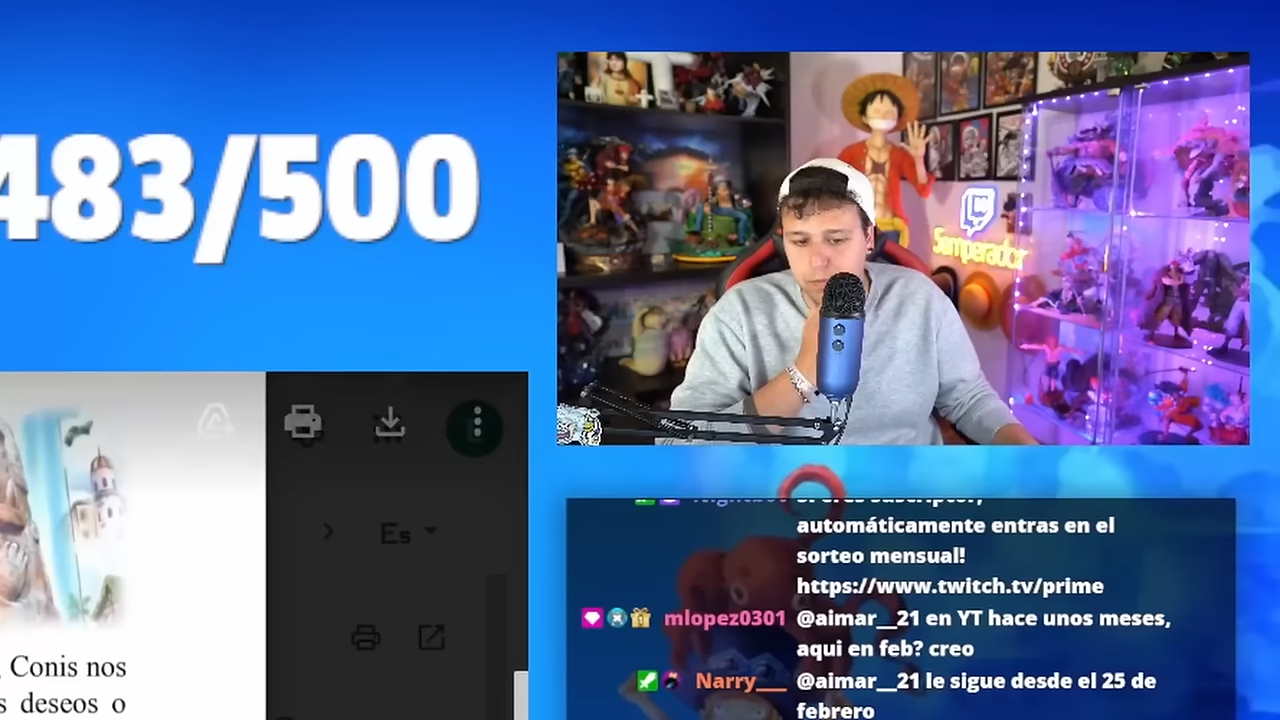 483/500
Semperador
Es
, Conis nos
s deseos o
automáticamente entras en el
sorteo mensual!
https://www.twitch.tv/prime
mlopez0301 @aimar__21 en YT hace unos meses,
aqui en feb? creo
Narry___ @aimar__21 le sigue desde el 25 de
febrero